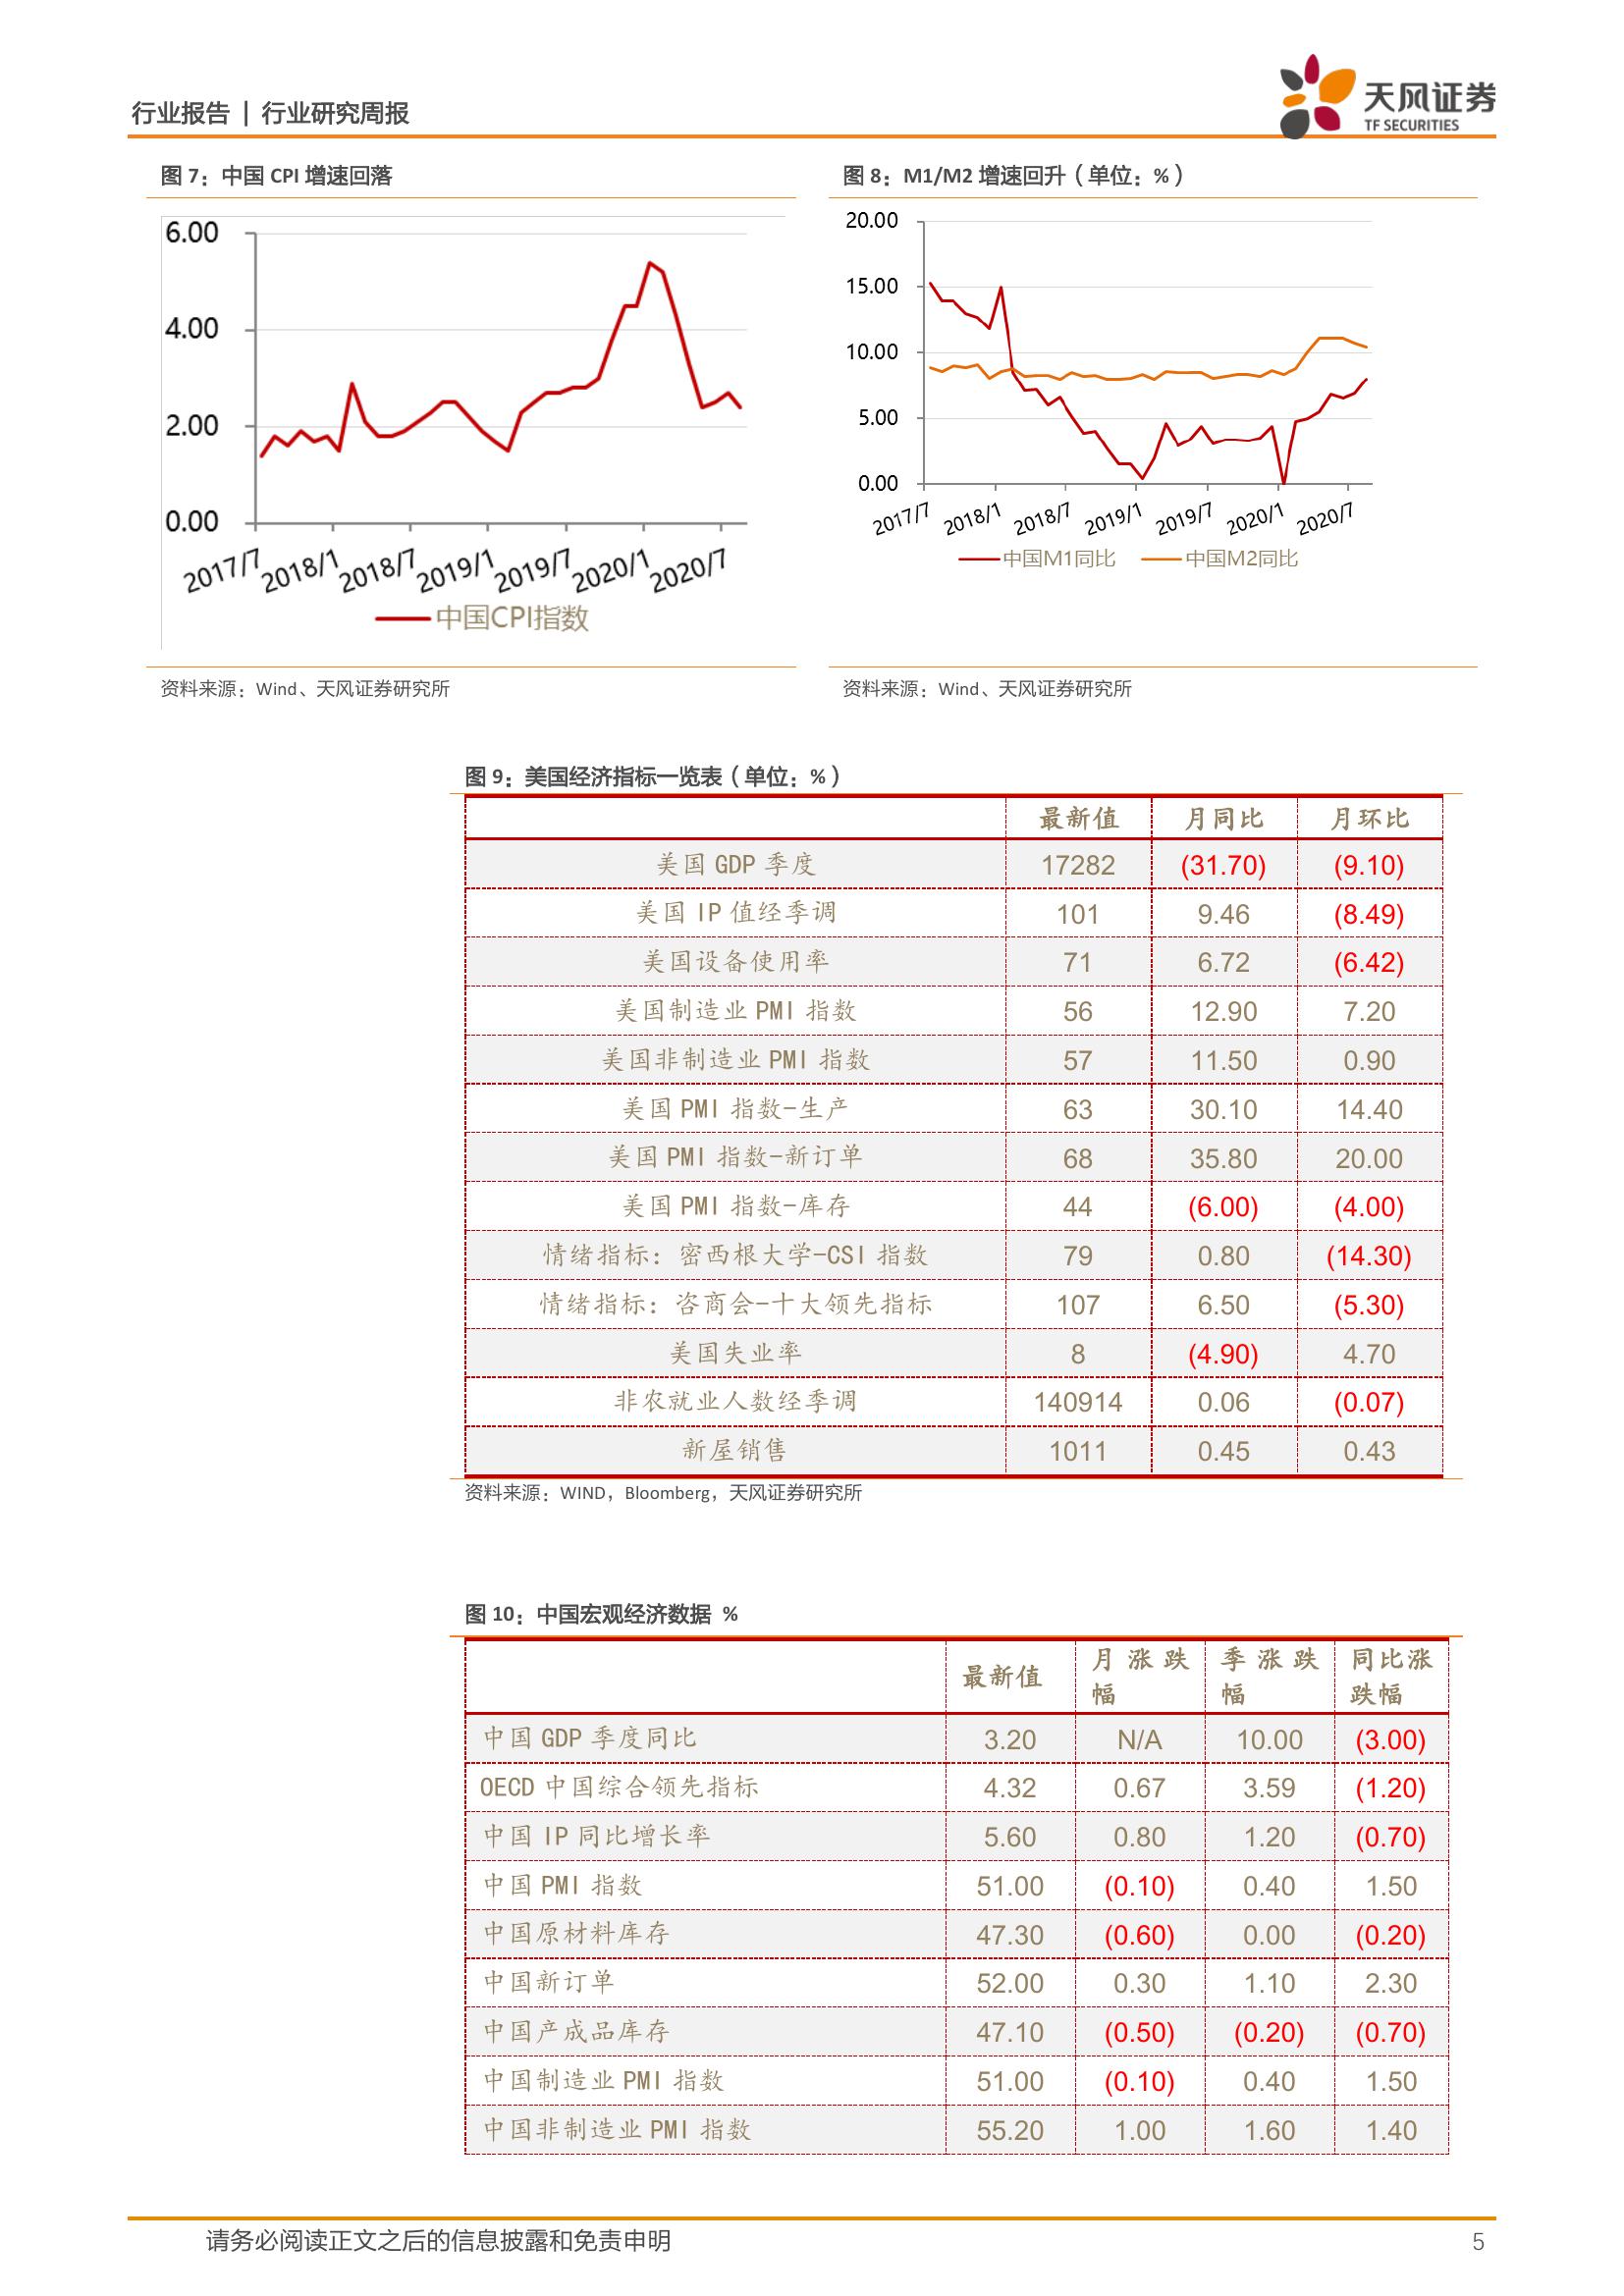 行业报告 | 行业研究周报
天风证券
TF SECURITIES
图 7：中国 CPI 增速回落
6.00
4.00
2.00
0.00
2017/7 2018/1 2018/7 2019/1 2019/7 2020/1 2020/7
中国CPI指数
资料来源：Wind、天风证券研究所
图 8：M1/M2 增速回升（单位：%）
20.00
15.00
10.00
5.00
0.00
2017/7 2018/1 2018/7 2019/1 2019/7 2020/1 2020/7
中国M1同比 中国M2同比
资料来源：Wind、天风证券研究所
图 9：美国经济指标一览表（单位：%）
最新值 月同比 月环比
美国 GDP 季度 17282 (31.70) (9.10)
美国 IP 值经季调 101 9.46 (8.49)
美国设备使用率 71 6.72 (6.42)
美国制造业 PMI 指数 56 12.90 7.20
美国非制造业 PMI 指数 57 11.50 0.90
美国 PMI 指数-生产 63 30.10 14.40
美国 PMI 指数-新订单 68 35.80 20.00
美国 PMI 指数-库存 44 (6.00) (4.00)
情绪指标：密西根大学-CSI 指数 79 0.80 (14.30)
情绪指标：咨商会-十大领先指标 107 6.50 (5.30)
美国失业率 8 (4.90) 4.70
非农就业人数经季调 140914 0.06 (0.07)
新屋销售 1011 0.45 0.43
资料来源：WIND，Bloomberg，天风证券研究所
图 10：中国宏观经济数据 %
最新值 月涨跌幅 季涨跌幅 同比涨跌幅
中国 GDP 季度同比 3.20 N/A 10.00 (3.00)
OECD 中国综合领先指标 4.32 0.67 3.59 (1.20)
中国 IP 同比增长率 5.60 0.80 1.20 (0.70)
中国 PMI 指数 51.00 (0.10) 0.40 1.50
中国原材料库存 47.30 (0.60) 0.00 (0.20)
中国新订单 52.00 0.30 1.10 2.30
中国产成品库存 47.10 (0.50) (0.20) (0.70)
中国制造业 PMI 指数 51.00 (0.10) 0.40 1.50
中国非制造业 PMI 指数 55.20 1.00 1.60 1.40
请务必阅读正文之后的信息披露和免责申明 5